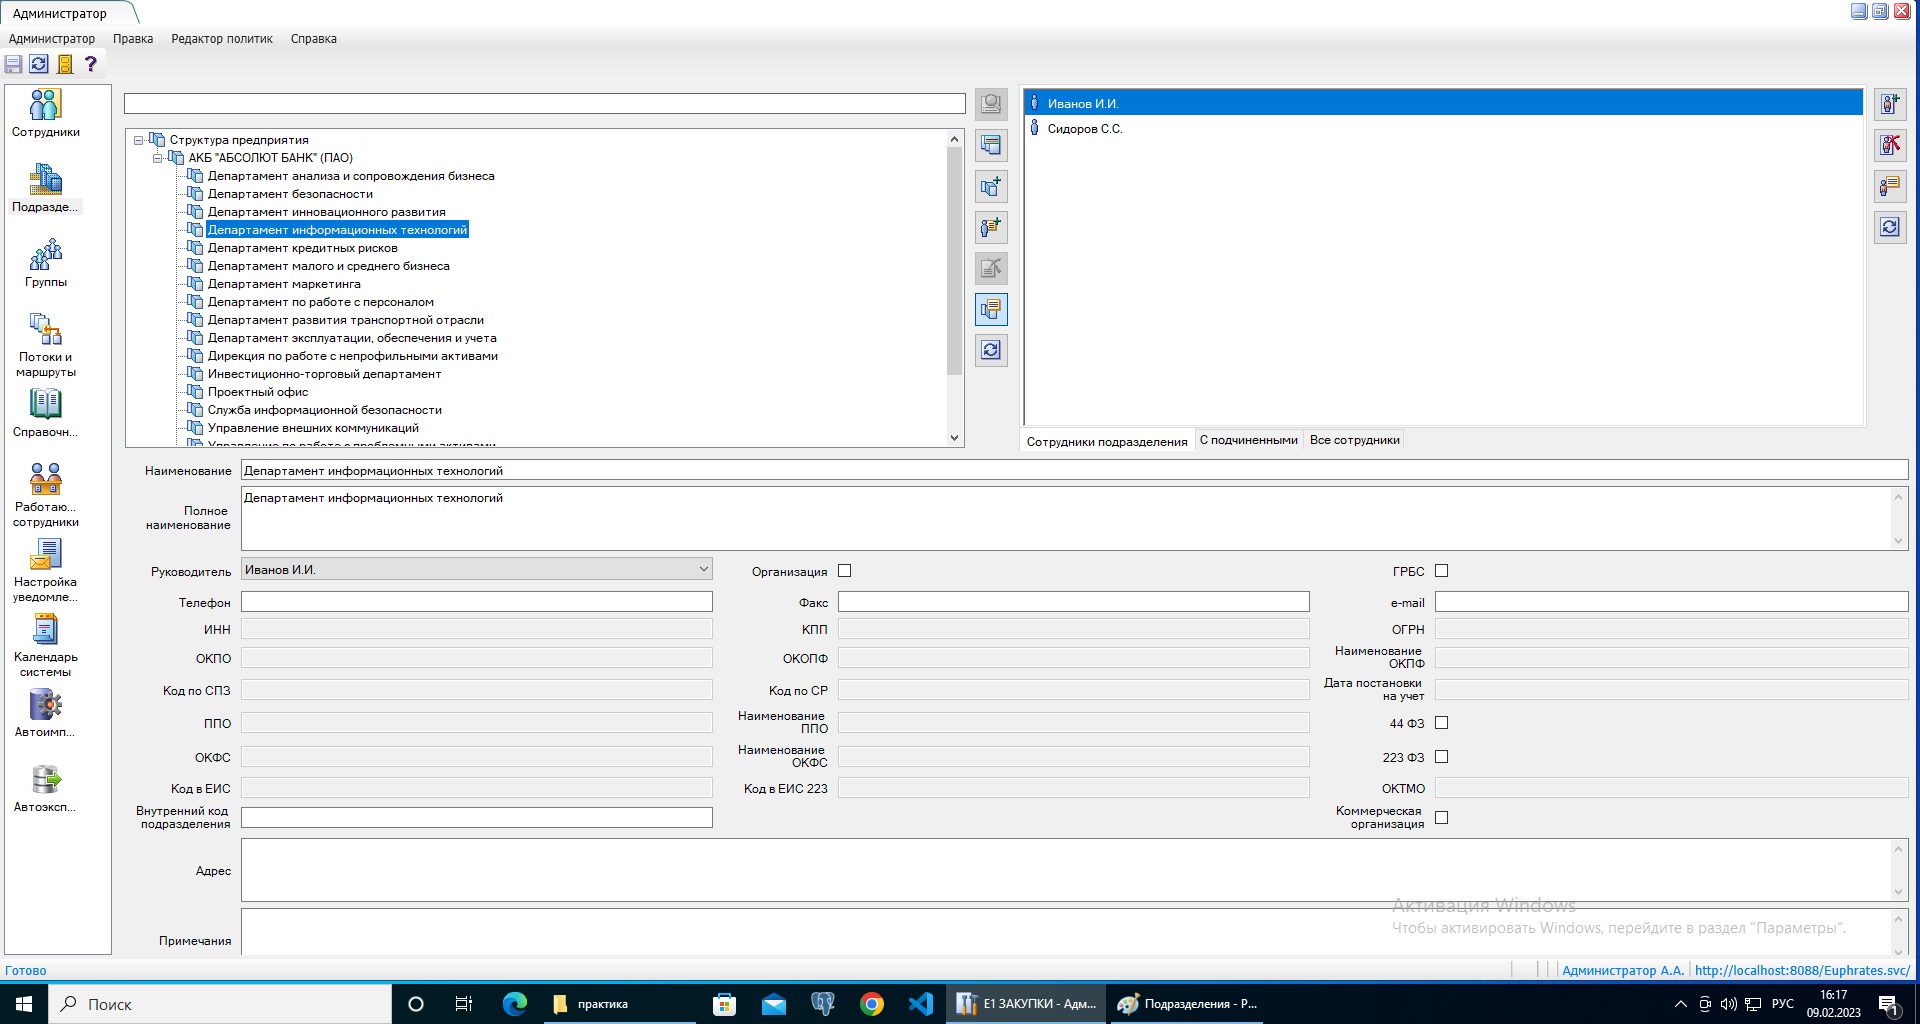 Администратор
Администратор Правка Редактор политик Справка
Сотрудники
Подразде...
Группы
Потоки и
маршруты
Справочн...
Работаю...
сотрудники
Настройка
уведомле...
Календарь
системы
Автоимп...
Автоэксп...
Структура предприятия
АКБ "АБСОЛЮТ БАНК" (ПАО)
Департамент анализа и сопровождения бизнеса
Департамент безопасности
Департамент инновационного развития
Департамент информационных технологий
Департамент кредитных рисков
Департамент малого и среднего бизнеса
Департамент маркетинга
Департамент по работе с персоналом
Департамент развития транспортной отрасли
Департамент эксплуатации, обеспечения и учета
Дирекция по работе с непрофильными активами
Инвестиционно-торговый департамент
Проектный офис
Служба информационной безопасности
Управление внешних коммуникаций
Управление по работе с проблемными активами
Иванов И.И.
Сидоров С.С.
Сотрудники подразделения С подчиненными Все сотрудники
Наименование Департамент информационных технологий
Полное
наименование
Департамент информационных технологий
Руководитель Иванов И.И. Организация ГРБС
Телефон Факс e-mail
ИНН КПП ОГРН
ОКПО ОКОПФ Наименование
ОКПФ
Код по СПЗ Код по СР Дата постановки
на учет
ППО Наименование
ППО 44 ФЗ
ОКФС Наименование
ОКФС 223 ФЗ
Код в ЕИС Код в ЕИС 223 ОКТМО
Внутренний код
подразделения
Коммерческая
организация
Адрес
Примечания
Активация Windows
Чтобы активировать Windows, перейдите в раздел "Параметры".
Готово Администратор А.А. http://localhost:8088/Euphrates.svc/
Поиск практика E1 ЗАКУПКИ - Адм... Подразделения - P... РУС 16:17
09.02.2023
1